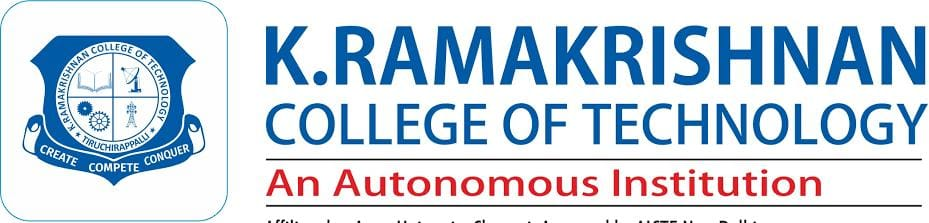 K.RAMAKRISHNAN COLLEGE OF TECHNOLOGY
TIRUCHIRAPPALLI
CREATE COMPETE CONQUER
K.RAMAKRISHNAN
COLLEGE OF TECHNOLOGY
An Autonomous Institution